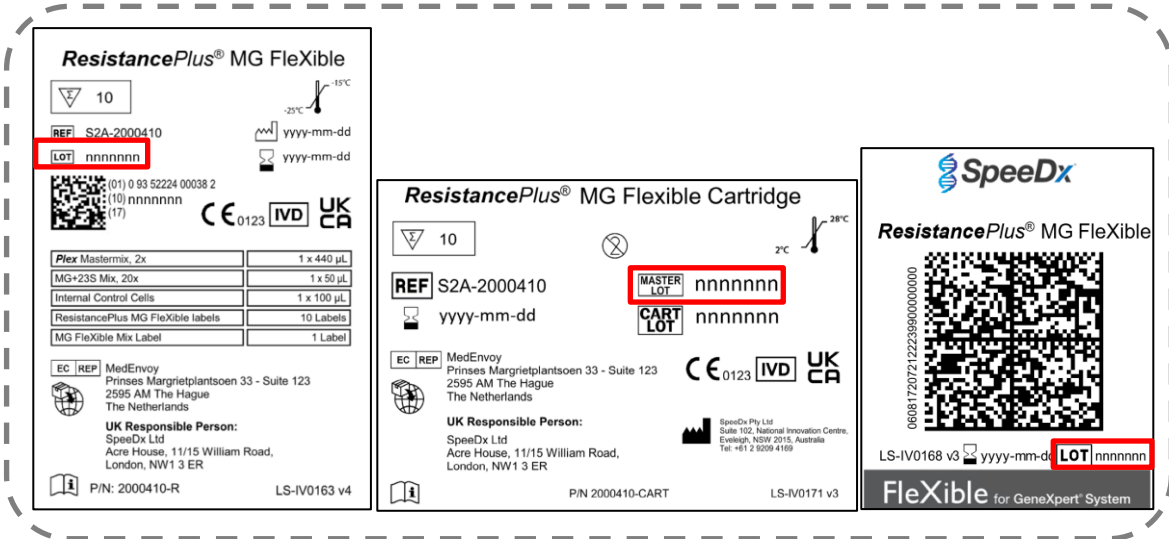 ResistancePlus® MG FleXible
Σ 10
-15°C
-25°C
REF S2A-2000410
yyyy-mm-dd
LOT nnnnnnn
yyyy-mm-dd
(01) 0 93 52224 00038 2
(10) nnnnnnn
(17)
CE 0123 IVD UK CA
Plex Mastermix, 2x 1 x 440 µL
MG+23S Mix, 20x 1 x 50 µL
Internal Control Cells 1 x 100 µL
ResistancePlus MG FleXible labels 10 Labels
MG FleXible Mix Label 1 Label
EC REP MedEnvoy
Prinses Margrietplantsoen 33 - Suite 123
2595 AM The Hague
The Netherlands
UK Responsible Person:
SpeeDx Ltd
Acre House, 11/15 William Road,
London, NW1 3 ER
P/N: 2000410-R LS-IV0163 v4
ResistancePlus® MG Flexible Cartridge
Σ 10
2
28°C
2°C
REF S2A-2000410
MASTER LOT nnnnnnn
yyyy-mm-dd
CART LOT nnnnnnn
EC REP MedEnvoy
Prinses Margrietplantsoen 33 - Suite 123
2595 AM The Hague
The Netherlands
CE 0123 IVD UK CA
UK Responsible Person:
SpeeDx Ltd
Acre House, 11/15 William Road,
London, NW1 3 ER
SpeeDx Pty Ltd
Suite 102, National Innovation Centre,
Eveleigh, NSW 2015, Australia
Tel: +61 2 9209 4169
P/N 2000410-CART LS-IV0171 v3
SpeeDx
ResistancePlus® MG FleXible
LS-IV0168 v3 yyyy-mm-dd LOT nnnnnnn
FleXible for GeneXpert® System